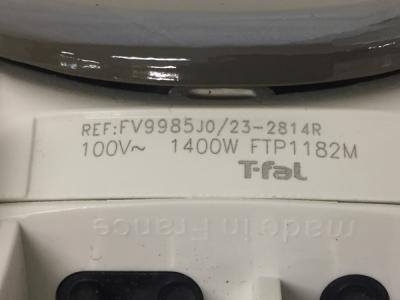 REF:FV9985J0/23-2814R
100V~ 1400W FTP1182M
T-fal
made in France